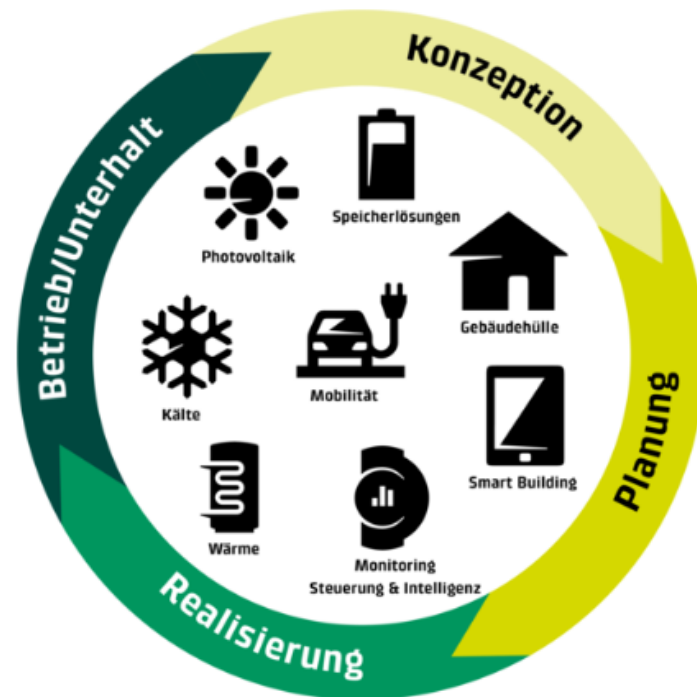 Konzeption
Planung
Realisierung
Betrieb/Unterhalt
Speicherlösungen
Photovoltaik
Gebäudehülle
Mobilität
Kälte
Smart Building
Wärme
Monitoring
Steuerung & Intelligenz